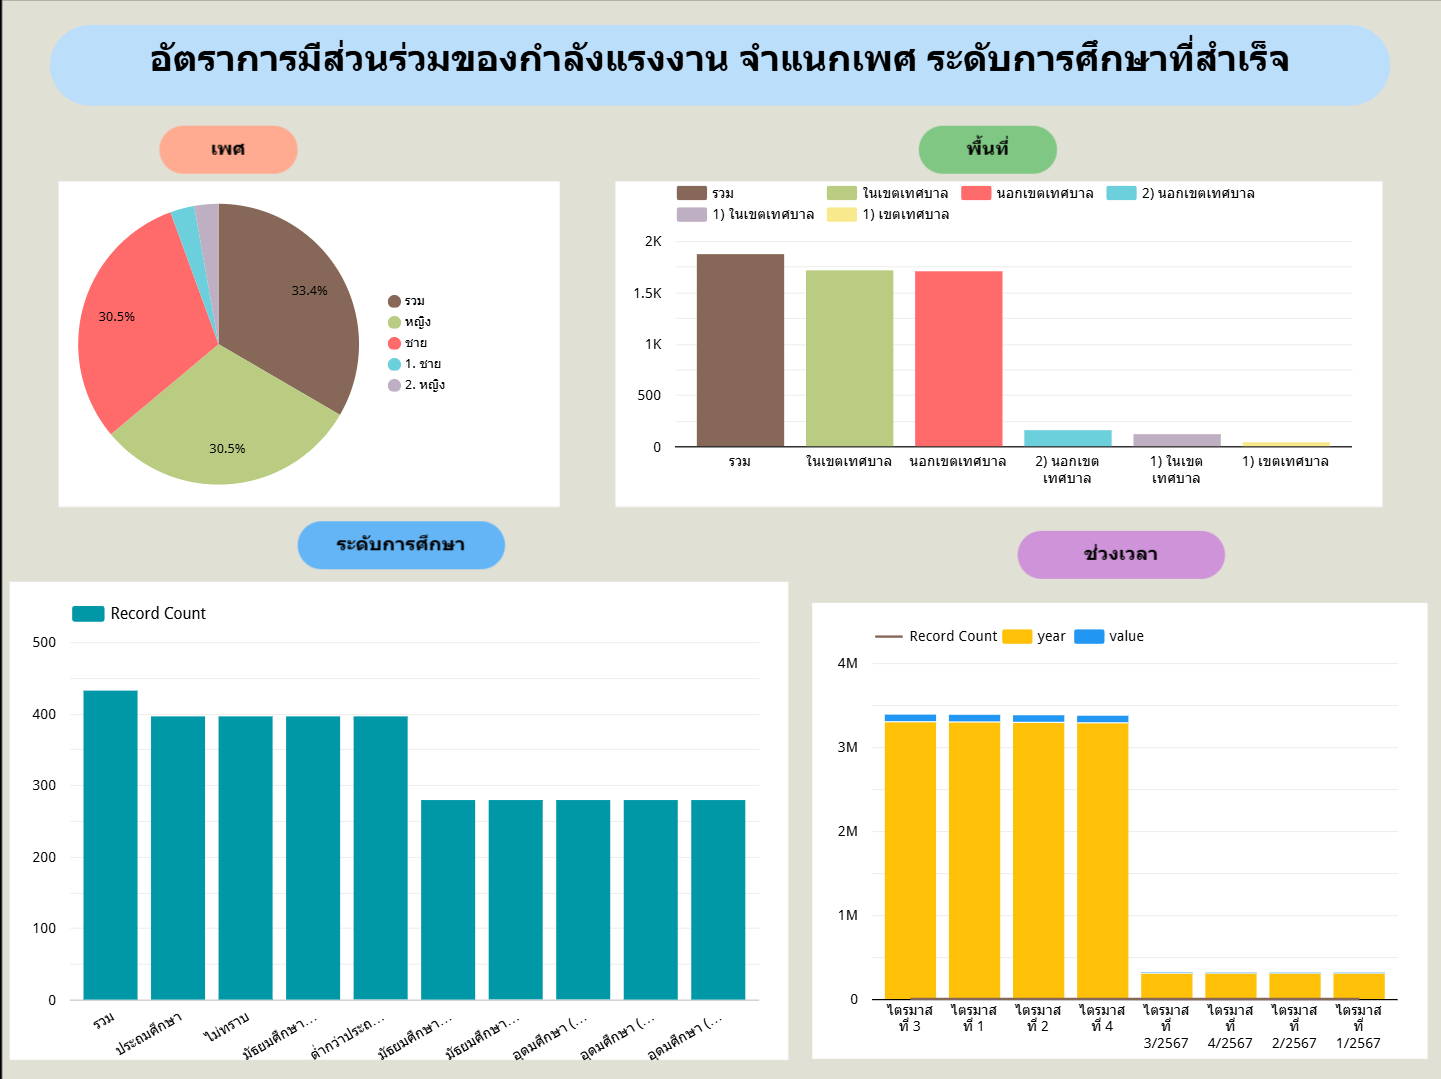 อัตราการมีส่วนร่วมของกำลังแรงงาน จำแนกเพศ ระดับการศึกษาที่สำเร็จ
เพศ
33.4%
30.5%
30.5%
รวม
หญิง
ชาย
1. ชาย
2. หญิง
พื้นที่
รวม ในเขตเทศบาล นอกเขตเทศบาล 2) นอกเขตเทศบาล
1) ในเขตเทศบาล 1) เขตเทศบาล
2K
1.5K
1K
500
0
รวม ในเขตเทศบาล นอกเขตเทศบาล 2) นอกเขต 1) ในเขต 1) เขตเทศบาล
เทศบาล เทศบาล
ระดับการศึกษา
Record Count
500
400
300
200
100
0
รวม ประถมศึกษา ไม่ทราบ มัธยมศึกษา... ต่ำกว่าประถ... มัธยมศึกษา... มัธยมศึกษา... อุดมศึกษา (... อุดมศึกษา (... อุดมศึกษา (...
ช่วงเวลา
Record Count year value
4M
3M
2M
1M
0
ไตรมาส ไตรมาส ไตรมาส ไตรมาส ไตรมาส ไตรมาส ไตรมาส ไตรมาส
ที่ 3 ที่ 1 ที่ 2 ที่ 4 ที่ ที่ ที่ ที่
3/2567 4/2567 2/2567 1/2567